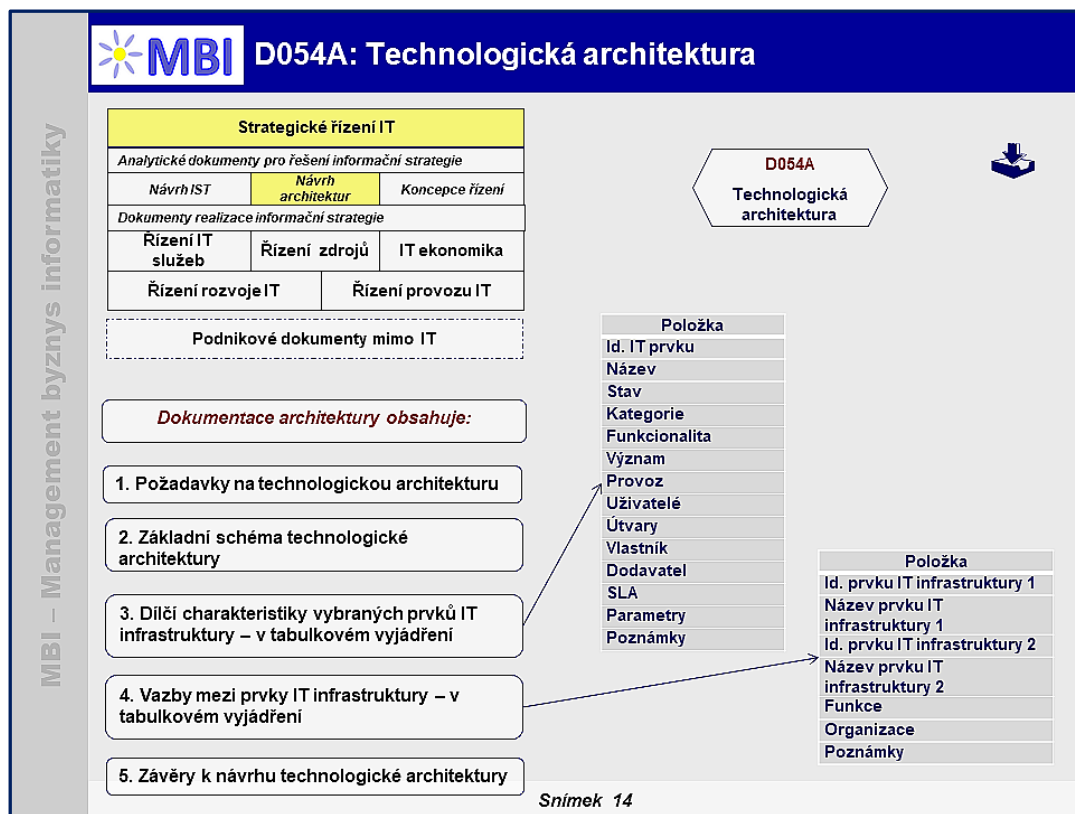 MBI – Management byznys informatiky
MBI
D054A: Technologická architektura
Strategické řízení IT
Analytické dokumenty pro řešení informační strategie
Návrh IST
Návrh
architektur
Koncepce řízení
Dokumenty realizace informační strategie
Řízení IT
služeb
Řízení zdrojů
IT ekonomika
Řízení rozvoje IT
Řízení provozu IT
Podnikové dokumenty mimo IT
D054A
Technologická
architektura
Dokumentace architektury obsahuje:
1. Požadavky na technologickou architekturu
2. Základní schéma technologické
architektury
3. Dílčí charakteristiky vybraných prvků IT
infrastruktury – v tabulkovém vyjádření
4. Vazby mezi prvky IT infrastruktury – v
tabulkovém vyjádření
5. Závěry k návrhu technologické architektury
Položka
Id. IT prvku
Název
Stav
Kategorie
Funkcionalita
Význam
Provoz
Uživatelé
Útvary
Vlastník
Dodavatel
SLA
Parametry
Poznámky
Položka
Id. prvku IT infrastruktury 1
Název prvku IT
infrastruktury 1
Id. prvku IT infrastruktury 2
Název prvku IT
infrastruktury 2
Funkce
Organizace
Poznámky
Snímek 14